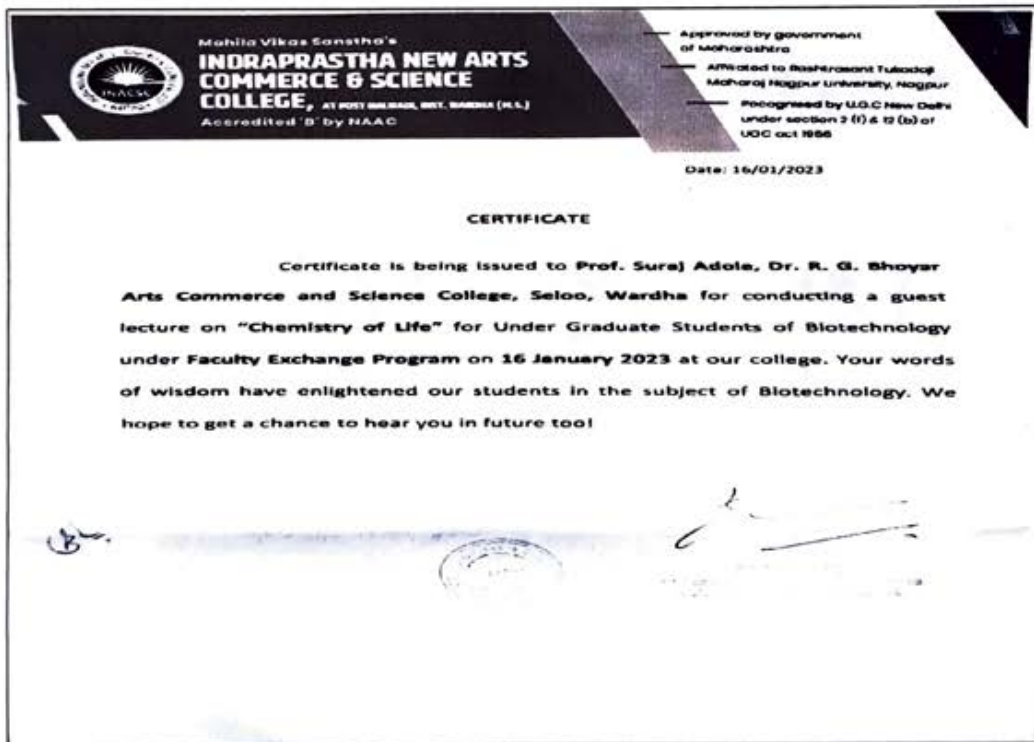 INACSC
Mahila Vikas Sanstha's
INDRAPRASTHA NEW ARTS
COMMERCE & SCIENCE
COLLEGE, AT POST DIST. WARDHA (M.S.)
Accredited 'B' by NAAC
Approved by government
of Maharashtra
Affiliated to Rashtrasant Tukadoji
Maharaj Nagpur University, Nagpur
Recognised by U.G.C New Delhi
under section 2 (f) & 12 (b) of
UGC act 1956
Date: 16/01/2023
CERTIFICATE
Certificate is being issued to Prof. Suraj Adole, Dr. R. G. Bhoyar
Arts Commerce and Science College, Seloo, Wardha for conducting a guest
lecture on "Chemistry of Life" for Under Graduate Students of Biotechnology
under Faculty Exchange Program on 16 January 2023 at our college. Your words
of wisdom have enlightened our students in the subject of Biotechnology. We
hope to get a chance to hear you in future too!